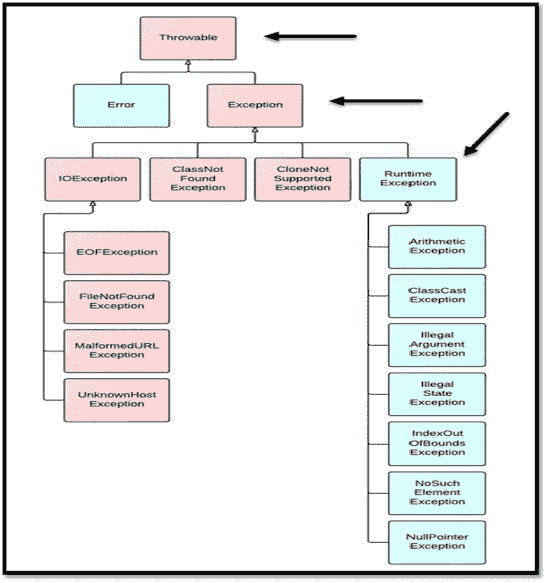 Throwable
Error
Exception
IOException
ClassNot
Found
Exception
CloneNot
Supported
Exception
Runtime
Exception
EOFException
FileNotFound
Exception
MalformedURL
Exception
UnknownHost
Exception
Arithmetic
Exception
ClassCast
Exception
Illegal
Argument
Exception
Illegal
State
Exception
IndexOut
OfBounds
Exception
NoSuch
Element
Exception
NullPointer
Exception